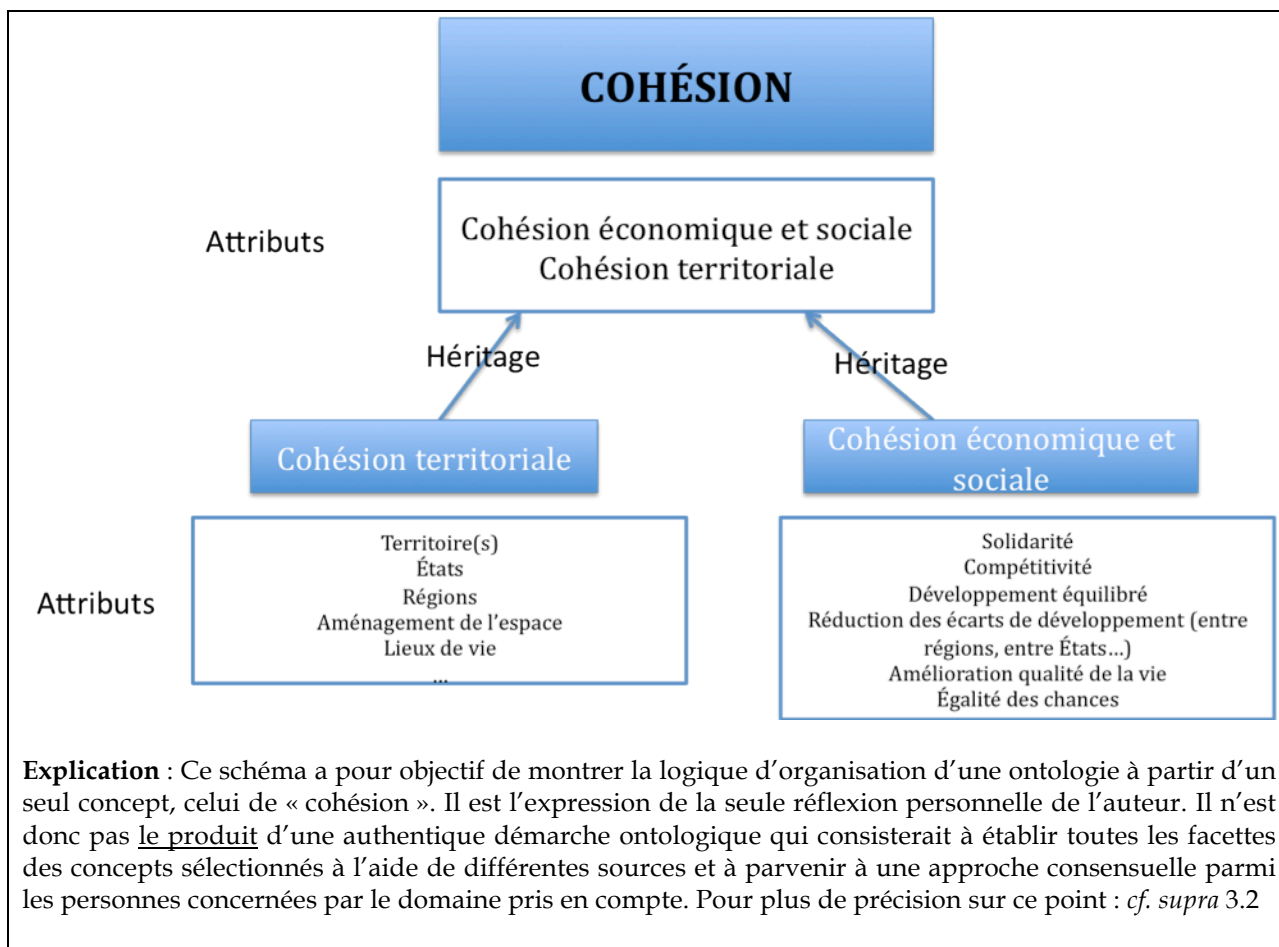 COHÉSION
Attributs
Cohésion économique et sociale
Cohésion territoriale
Héritage
Héritage
Cohésion territoriale
Cohésion économique et
sociale
Attributs
Territoire(s)
États
Régions
Aménagement de l’espace
Lieux de vie
...
Solidarité
Compétitivité
Développement équilibré
Réduction des écarts de développement (entre
régions, entre États…)
Amélioration qualité de la vie
Égalité des chances
Explication : Ce schéma a pour objectif de montrer la logique d’organisation d’une ontologie à partir d’un
seul concept, celui de « cohésion ». Il est l’expression de la seule réflexion personnelle de l’auteur. Il n’est
donc pas le produit d’une authentique démarche ontologique qui consisterait à établir toutes les facettes
des concepts sélectionnés à l’aide de différentes sources et à parvenir à une approche consensuelle parmi
les personnes concernées par le domaine pris en compte. Pour plus de précision sur ce point : cf. supra 3.2